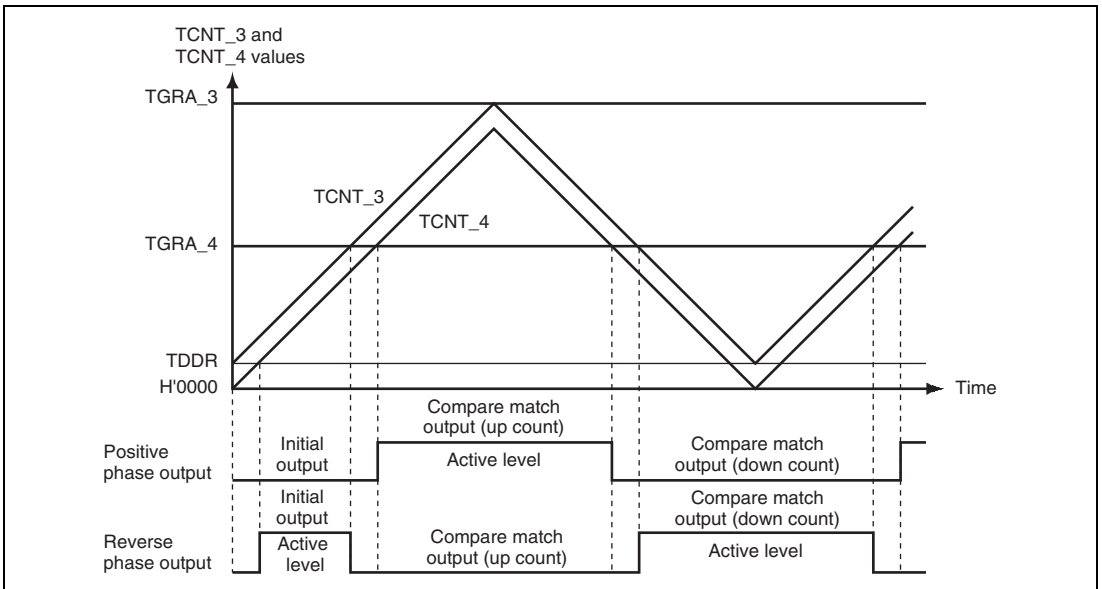 TCNT_3 and
TCNT_4 values
TGRA_3
TCNT_3
TCNT_4
TGRA_4
TDDR
H'0000
Time
Compare match
output (up count)
Positive
phase output
Initial
output
Active level
Compare match
output (down count)
Initial
output
Compare match
output (down count)
Reverse
phase output
Active
level
Compare match
output (up count)
Active level